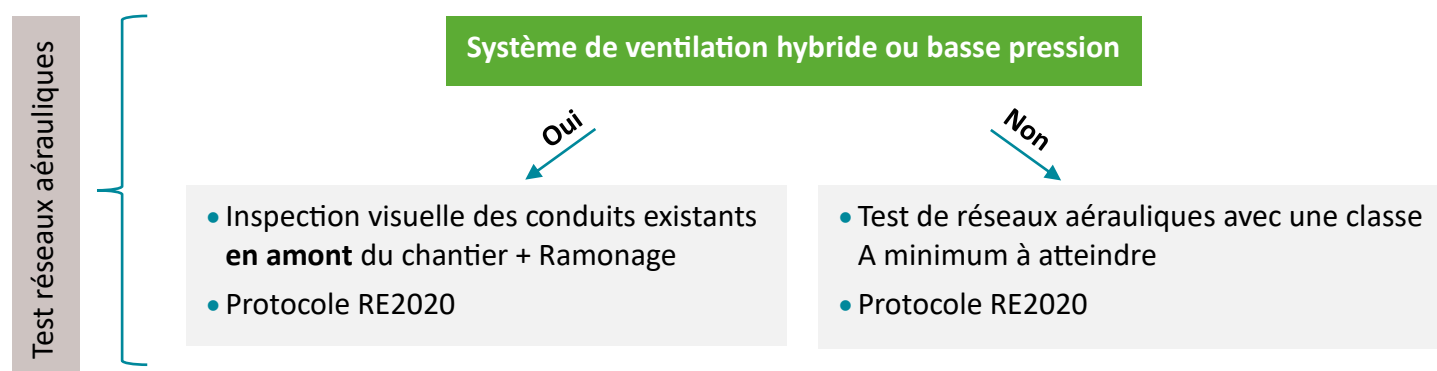 Test réseaux aérauliques
Système de ventilation hybride ou basse pression
Oui
Non
• Inspection visuelle des conduits existants
en amont du chantier + Ramonage
• Protocole RE2020
• Test de réseaux aérauliques avec une classe
A minimum à atteindre
• Protocole RE2020